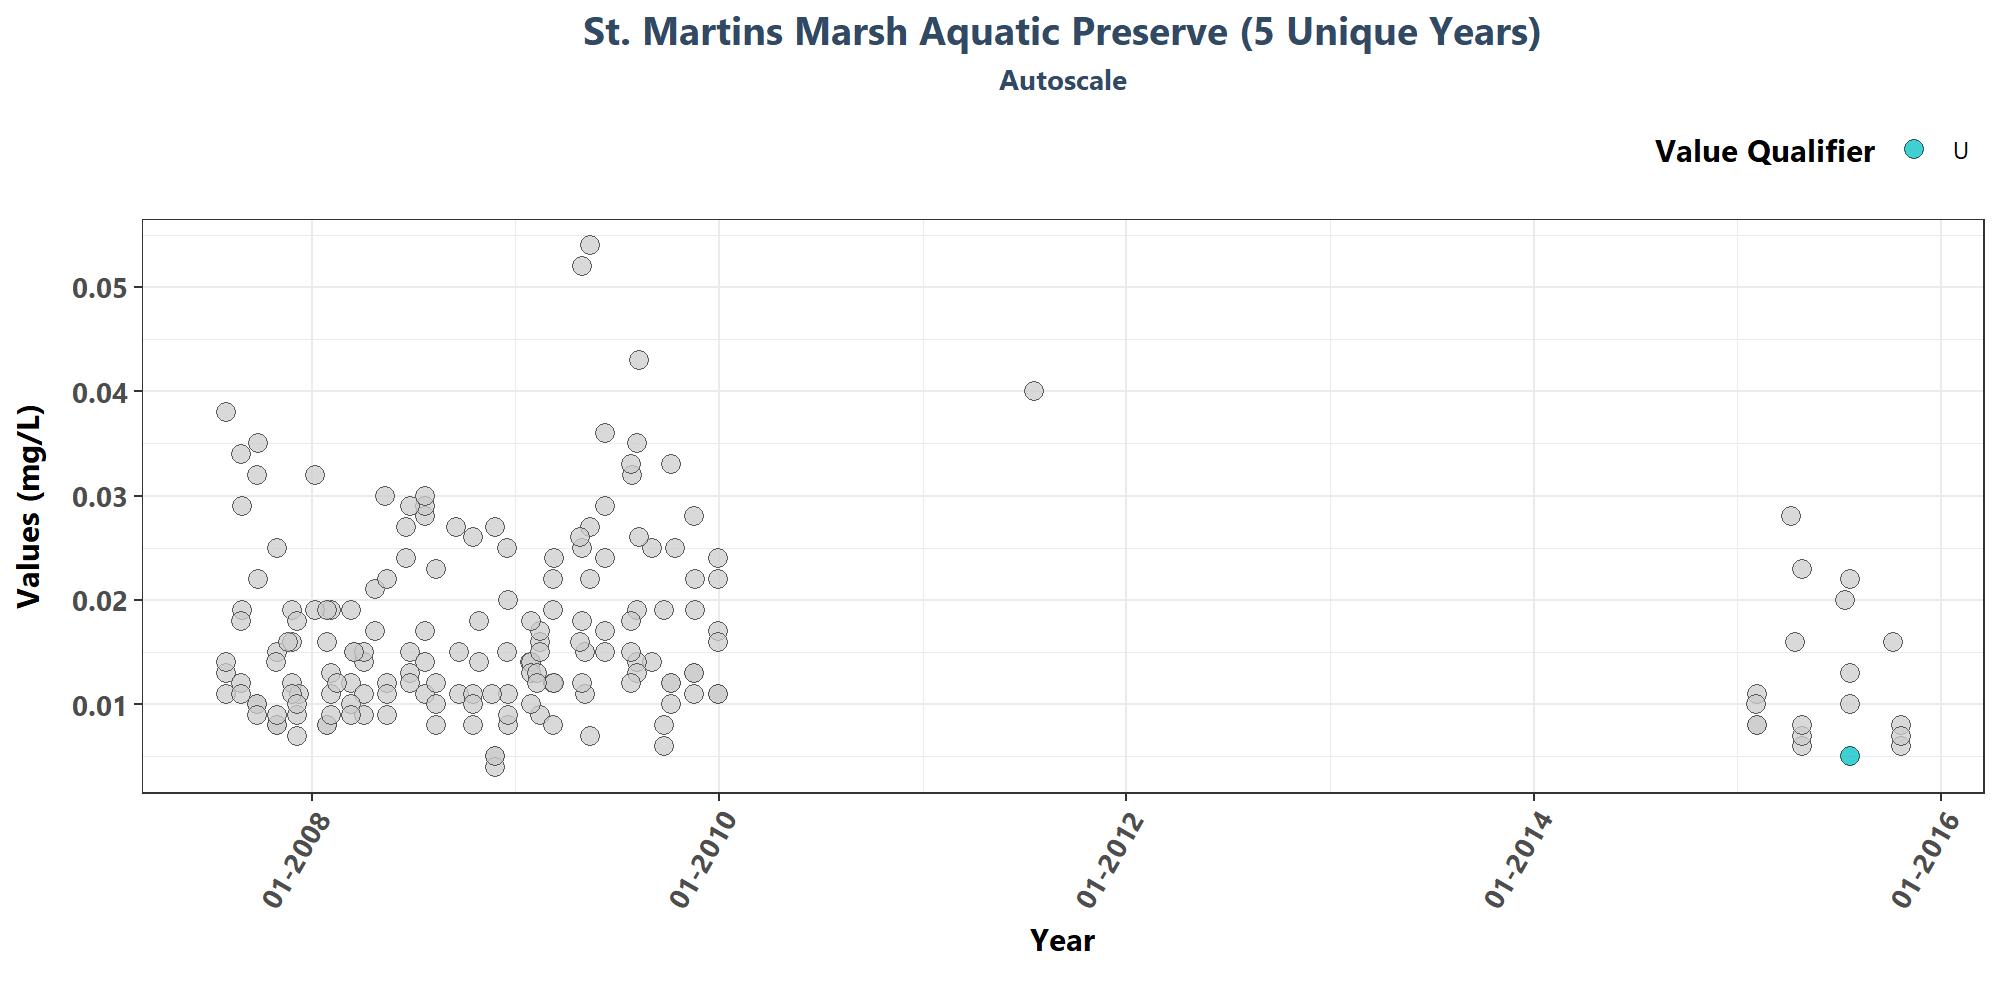 St. Martins Marsh Aquatic Preserve (5 Unique Years)
Autoscale
Value Qualifier U
0.05
0.04
0.03
0.02
0.01
Values (mg/L)
01-2008
01-2010
01-2012
01-2014
01-2016
Year